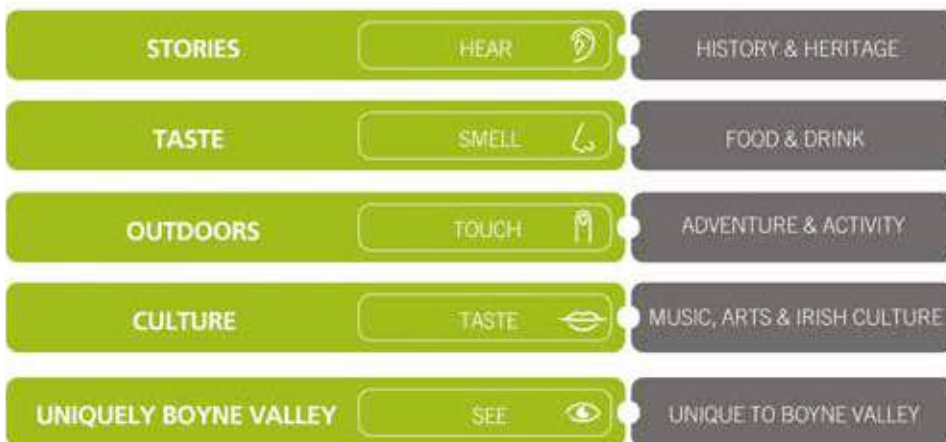 STORIES HEAR HISTORY & HERITAGE
TASTE SMELL FOOD & DRINK
OUTDOORS TOUCH ADVENTURE & ACTIVITY
CULTURE TASTE MUSIC, ARTS & IRISH CULTURE
UNIQUELY BOYNE VALLEY SEE UNIQUE TO BOYNE VALLEY